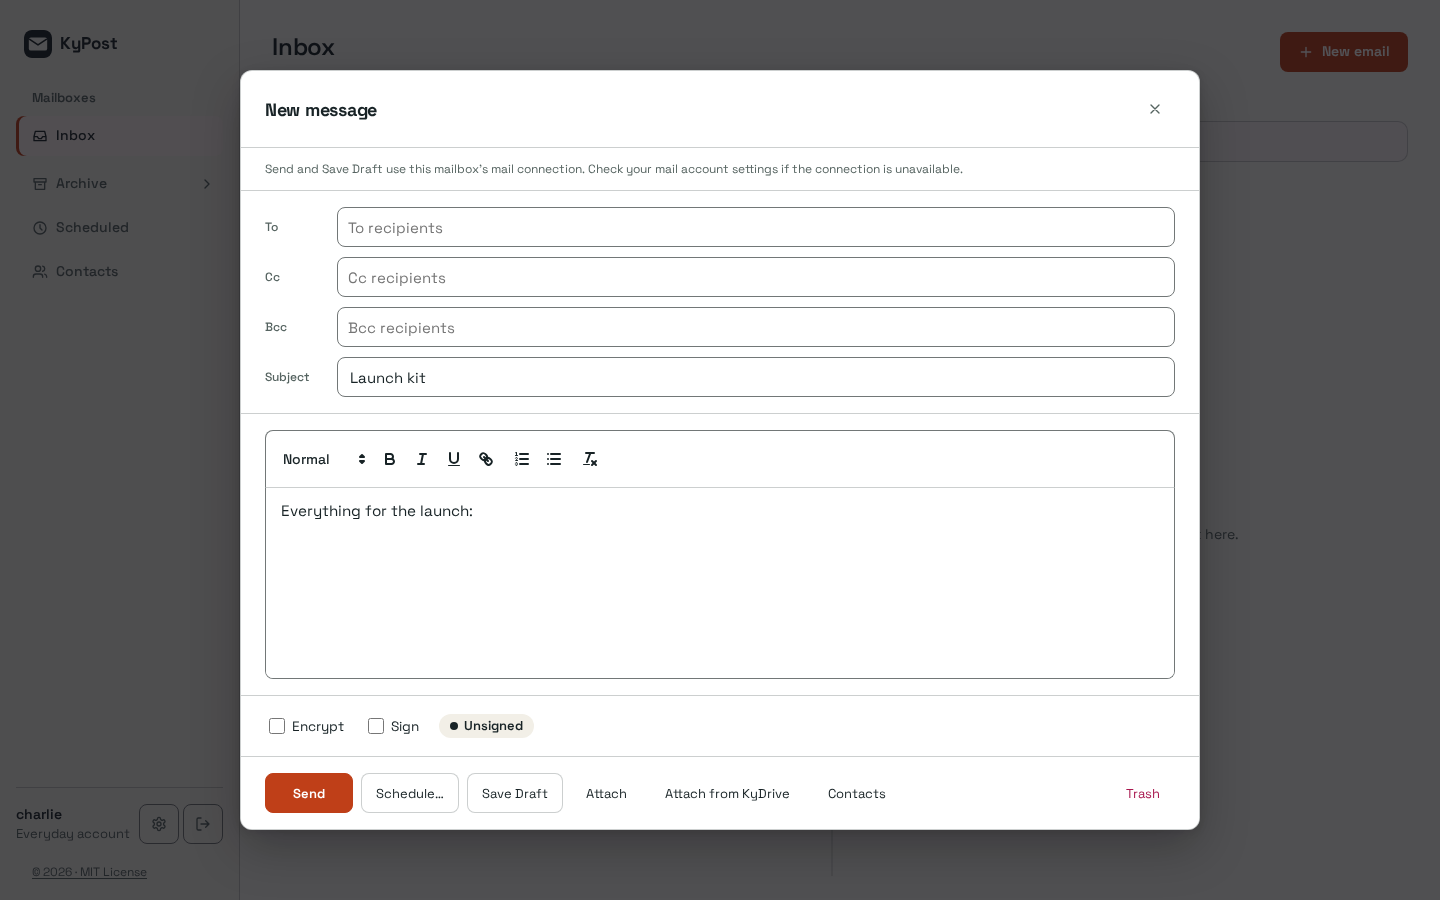 KyPost
Inbox
New email
Mailboxes
Inbox
Archive
Scheduled
Contacts
New message
Send and Save Draft use this mailbox's mail connection. Check your mail account settings if the connection is unavailable.
To
To recipients
Cc
Cc recipients
Bcc
Bcc recipients
Subject
Launch kit
Normal
Everything for the launch:
here.
Encrypt
Sign
Unsigned
Send
Schedule...
Save Draft
Attach
Attach from KyDrive
Contacts
Trash
charlie
Everyday account
© 2026 · MIT License